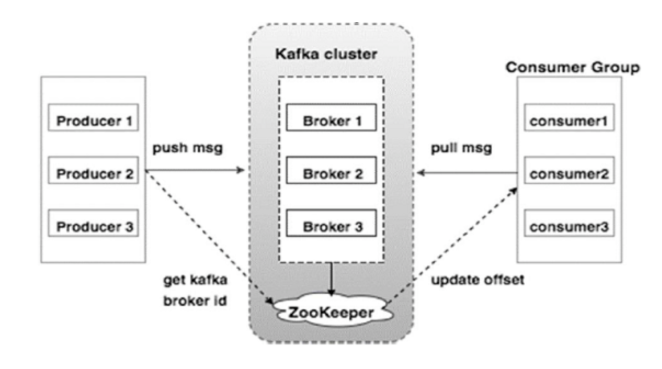 Kafka cluster
Consumer Group
Producer 1
Producer 2
Producer 3
push msg
Broker 1
Broker 2
Broker 3
pull msg
consumer1
consumer2
consumer3
get kafka
broker id
ZooKeeper
update offset